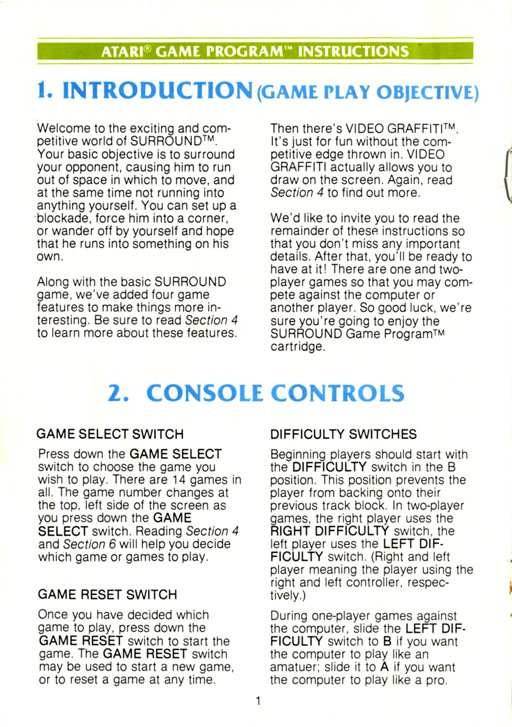 ATARI® GAME PROGRAM™ INSTRUCTIONS
1. INTRODUCTION (GAME PLAY OBJECTIVE)
Welcome to the exciting and com-
petitive world of SURROUND™.
Your basic objective is to surround
your opponent, causing him to run
out of space in which to move, and
at the same time not running into
anything yourself. You can set up a
blockade, force him into a corner,
or wander off by yourself and hope
that he runs into something on his
own.
Along with the basic SURROUND
game, we've added four game
features to make things more in-
teresting. Be sure to read Section 4
to learn more about these features.
Then there's VIDEO GRAFFITI™.
It's just for fun without the com-
petitive edge thrown in. VIDEO
GRAFFITI actually allows you to
draw on the screen. Again, read
Section 4 to find out more.
We'd like to invite you to read the
remainder of these instructions so
that you don't miss any important
details. After that, you'll be ready to
have at it! There are one and two-
player games so that you may com-
pete against the computer or
another player. So good luck, we're
sure you're going to enjoy the
SURROUND Game Program™
cartridge.
2. CONSOLE CONTROLS
GAME SELECT SWITCH
Press down the GAME SELECT
switch to choose the game you
wish to play. There are 14 games in
all. The game number changes at
the top, left side of the screen as
you press down the GAME
SELECT switch. Reading Section 4
and Section 6 will help you decide
which game or games to play.
GAME RESET SWITCH
Once you have decided which
game to play, press down the
GAME RESET switch to start the
game. The GAME RESET switch
may be used to start a new game,
or to reset a game at any time.
DIFFICULTY SWITCHES
Beginning players should start with
the DIFFICULTY switch in the B
position. This position prevents the
player from backing onto their
previous track block. In two-player
games, the right player uses the
RIGHT DIFFICULTY switch, the
left player uses the LEFT DIF-
FICULTY switch. (Right and left
player meaning the player using the
right and left controller, respec-
tively.)
During one-player games against
the computer, slide the LEFT DIF-
FICULTY switch to B if you want
the computer to play like an
amatuer; slide it to A if you want
the computer to play like a pro.
1